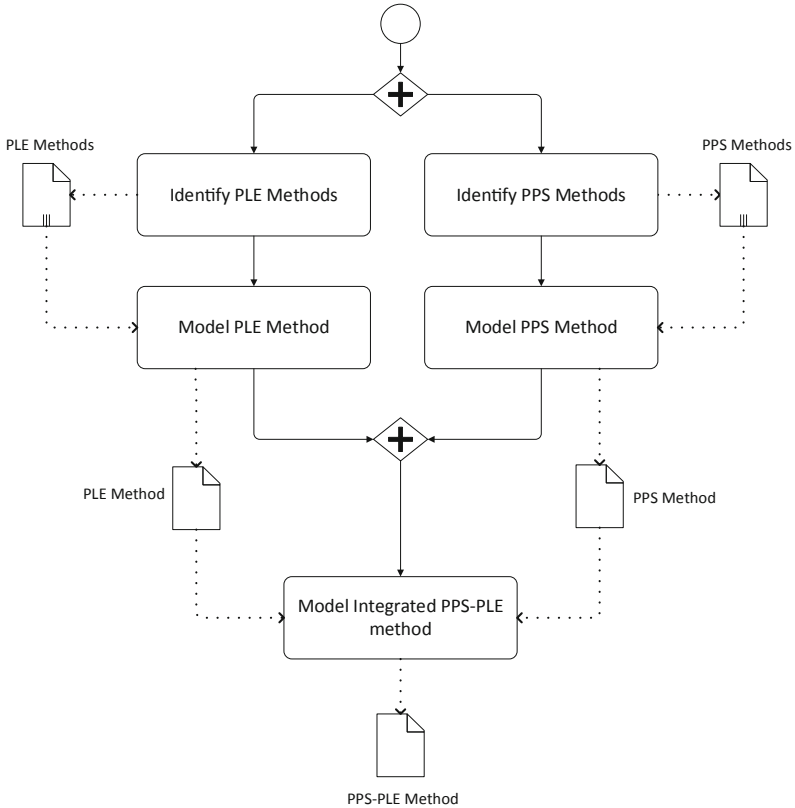 PLE Methods
PPS Methods
Identify PLE Methods
Identify PPS Methods
Model PLE Method
Model PPS Method
PLE Method
PPS Method
Model Integrated PPS-PLE
method
PPS-PLE Method